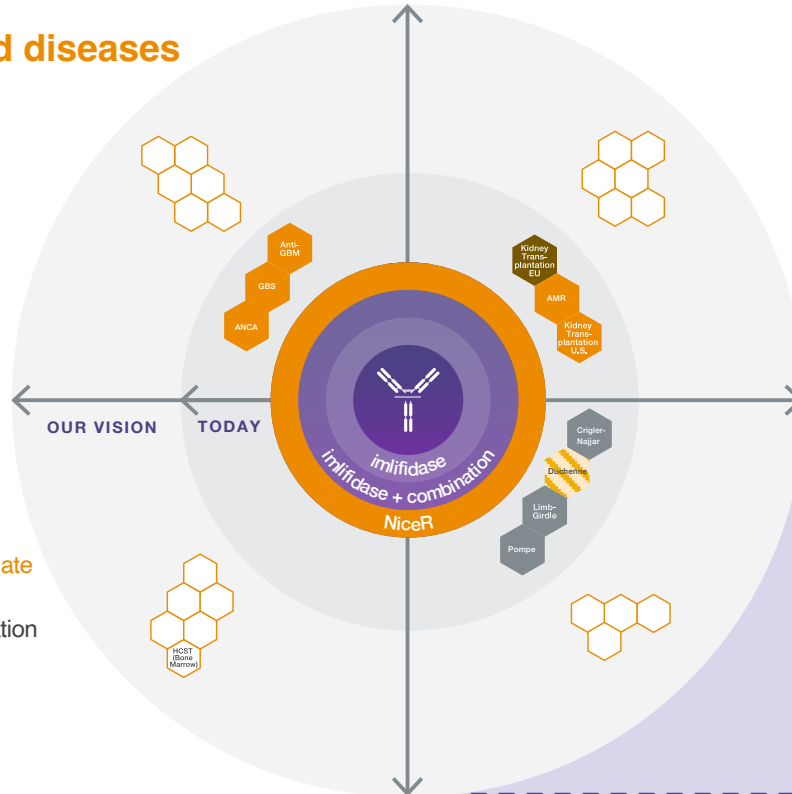 d diseases
Anti-
GBM
GBS
ANCA
Kidney
Trans-
plantation
EU
AMR
Kidney
Trans-
plantation
U.S.
OUR VISION
TODAY
imlifidase
imlifidase + combination
NiceR
Crigler-
Najjar
Duchenne
Limb-
Girdle
Pompe
ate
tion
HCST
(Bone
Marrow)